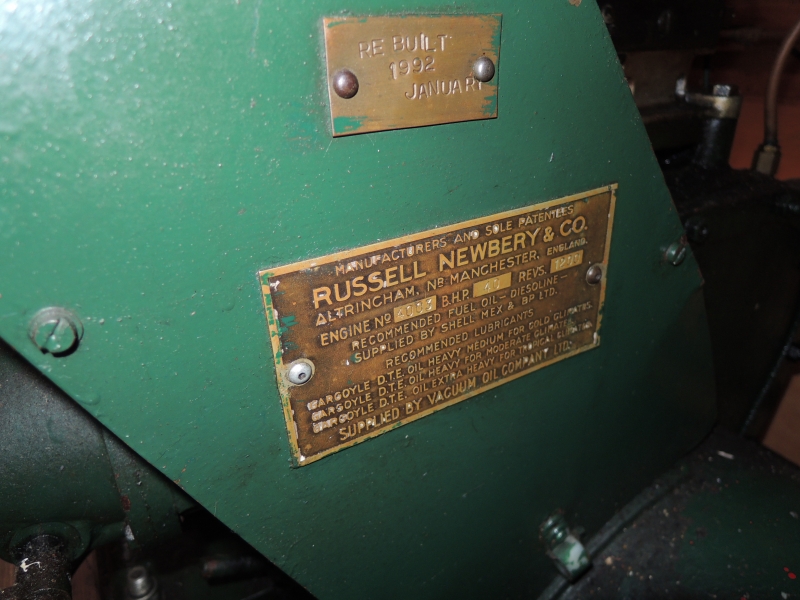 RE BUILT
1992
JANUARY
MANUFACTURERS AND SOLE PATENTEES
RUSSELL NEWBERY & CO.
ALTRINGHAM, NR MANCHESTER, ENGLAND.
ENGINE NO B.H.P. REVS. 1200
RECOMMENDED FUEL OIL - DIESOLINE -
SUPPLIED BY SHELL MEX & BP LTD.
RECOMMENDED LUBRICANTS.
GARGOYLE D.T.E. OIL HEAVY MEDIUM FOR COLD CLIMATES
GARGOYLE D.T.E. OIL HEAVY, FOR MODERATE CLIMATES
GARGOYLE D.T.E. OIL EXTRA HEAVY FOR TROPICAL CLIMATES
SUPPLIED BY VACUUM OIL COMPANY LTD.